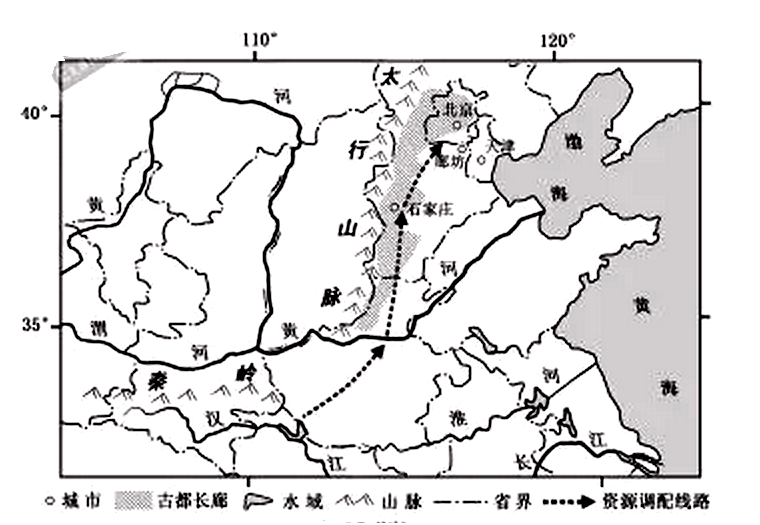 110° 120°
40°
35°
太
行
山
脉
河
黄
北京
天津
廊坊
石家庄
渤
海
河
黄
渭
河
黄
海
秦
岭
汉
江
淮
河
长
江
城市 古都长廊 水域 山脉 省界 资源调配线路